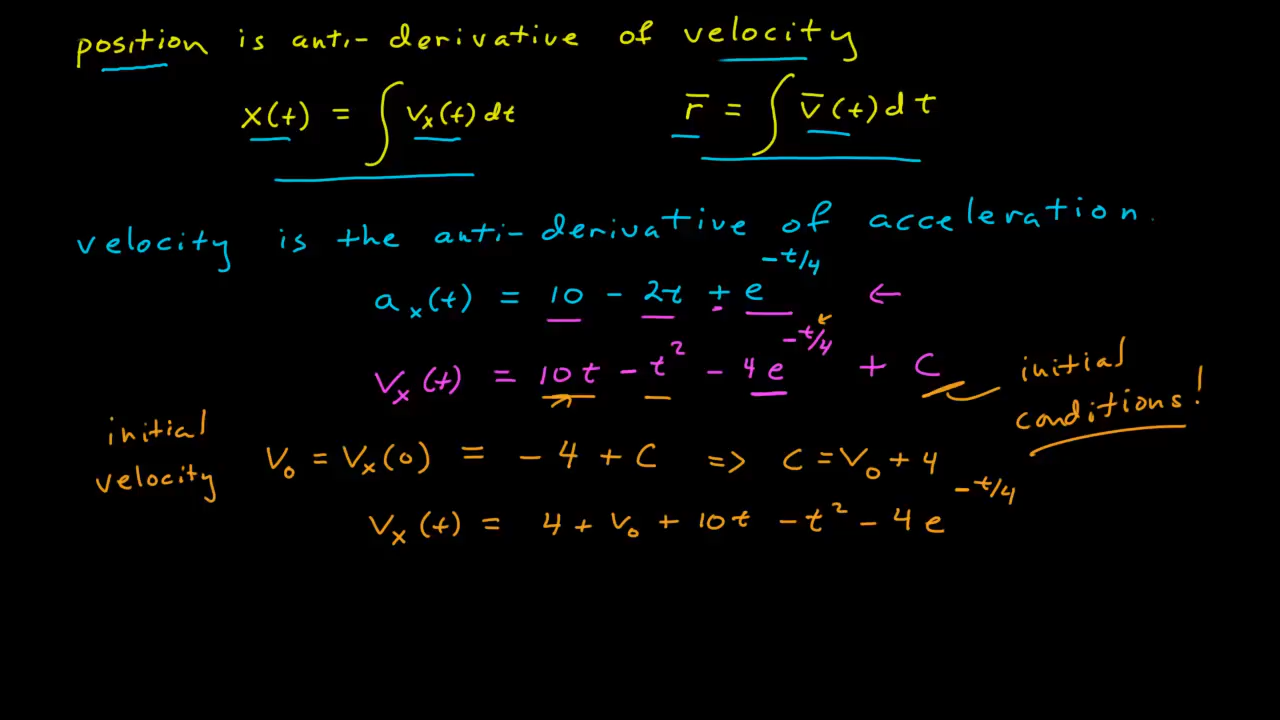 position is anti-derivative of velocity
x(t) = ∫ vₓ(t) dt    r̅ = ∫ v̅(t) dt
velocity is the anti-derivative of acceleration.
aₓ(t) = 10 - 2t + e^(-t/4) ←
vₓ(t) = 10t - t² - 4e^(-t/4) + C
initial conditions!
initial velocity
v₀ = vₓ(0) = -4 + C => C = v₀ + 4
vₓ(t) = 4 + v₀ + 10t - t² - 4e^(-t/4)